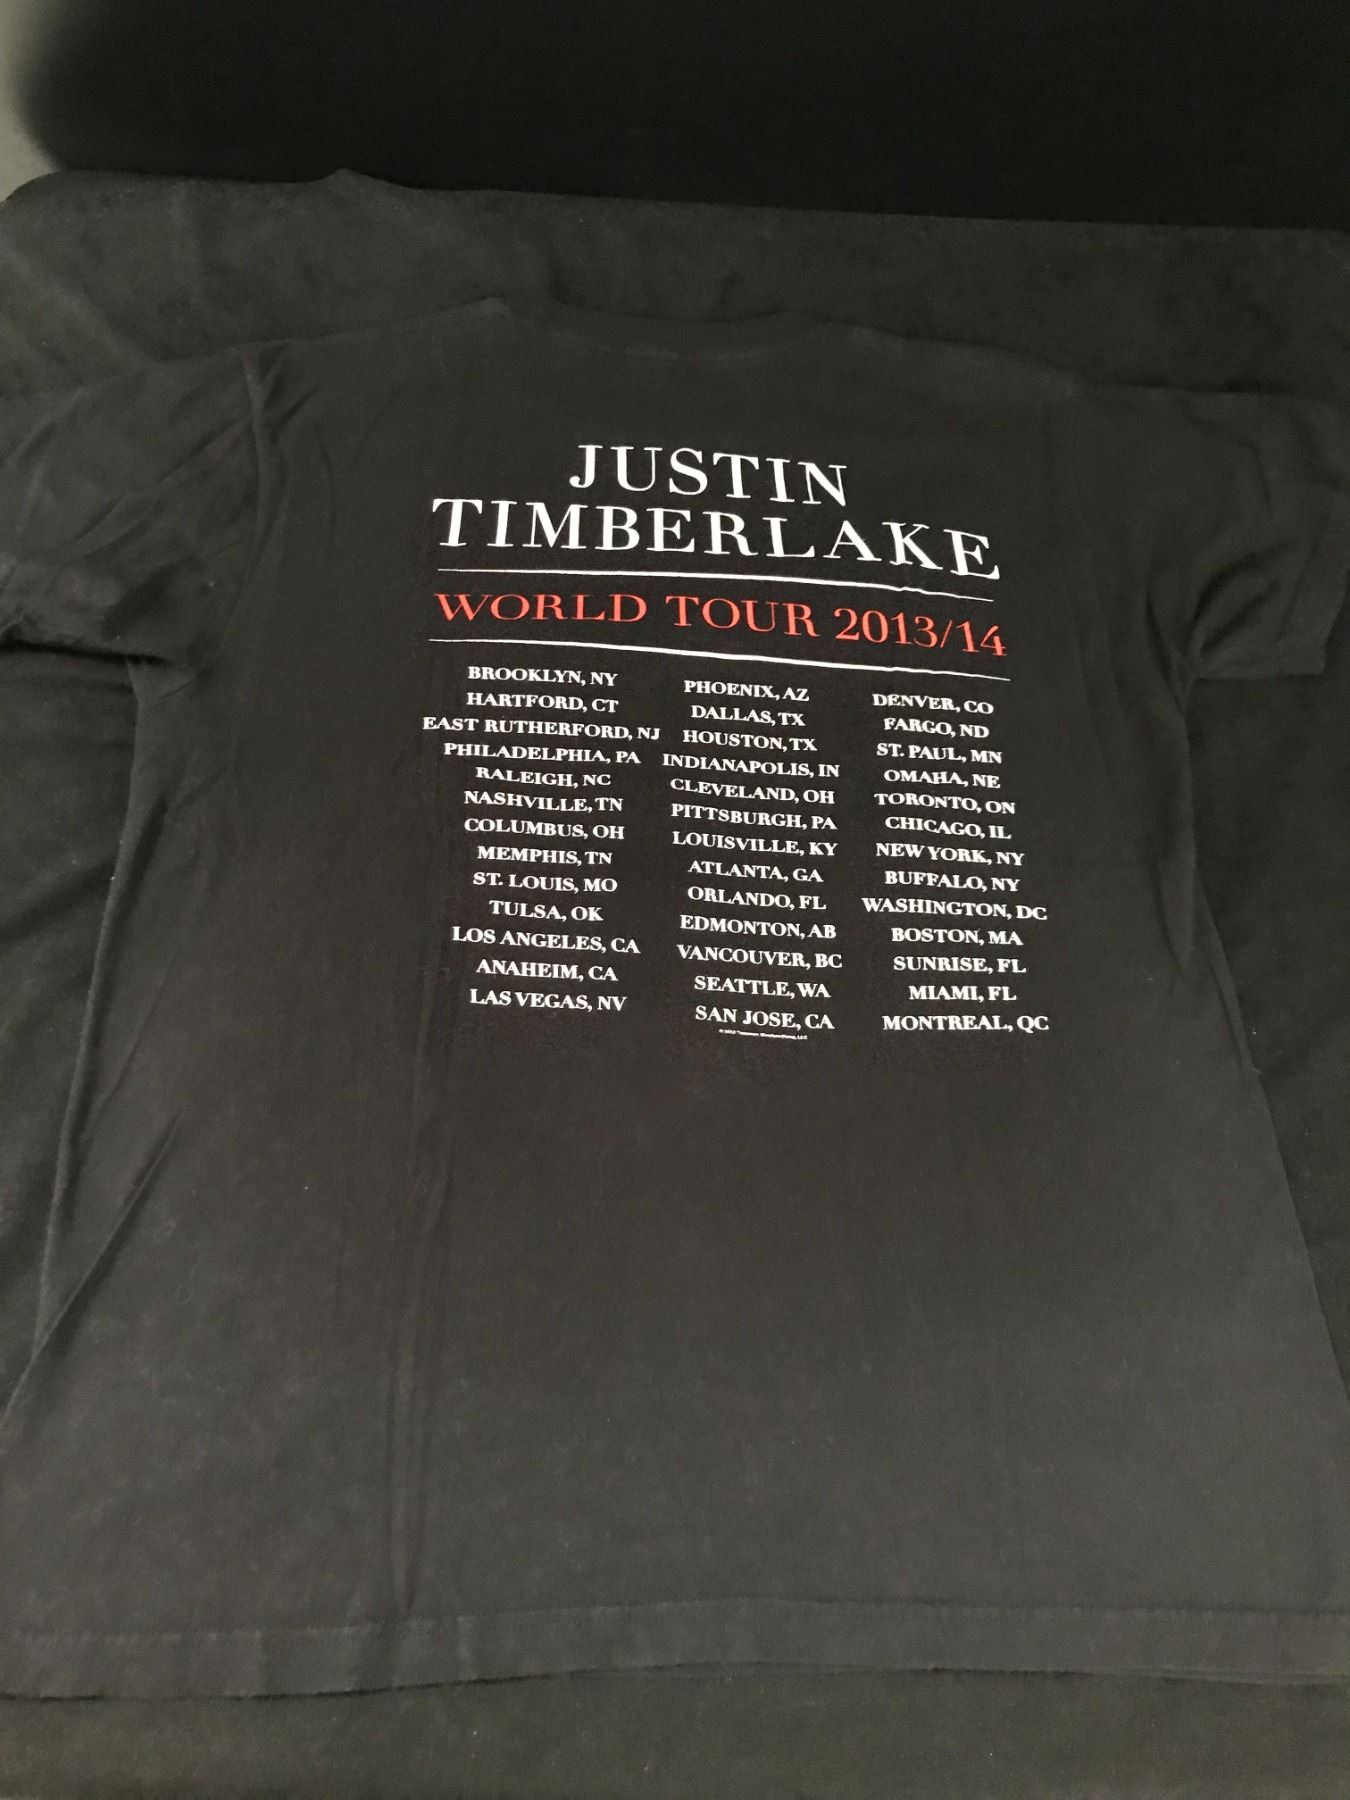 JUSTIN
TIMBERLAKE
WORLD TOUR 2013/14
BROOKLYN, NY
HARTFORD, CT
EAST RUTHERFORD, NJ
PHILADELPHIA, PA
RALEIGH, NC
NASHVILLE, TN
COLUMBUS, OH
MEMPHIS, TN
ST. LOUIS, MO
TULSA, OK
LOS ANGELES, CA
ANAHEIM, CA
LAS VEGAS, NV
PHOENIX, AZ
DALLAS, TX
HOUSTON, TX
INDIANAPOLIS, IN
CLEVELAND, OH
PITTSBURGH, PA
LOUISVILLE, KY
ATLANTA, GA
ORLANDO, FL
EDMONTON, AB
VANCOUVER, BC
SEATTLE, WA
SAN JOSE, CA
DENVER, CO
FARGO, ND
ST. PAUL, MN
OMAHA, NE
TORONTO, ON
CHICAGO, IL
NEW YORK, NY
BUFFALO, NY
WASHINGTON, DC
BOSTON, MA
SUNRISE, FL
MIAMI, FL
MONTREAL, QC